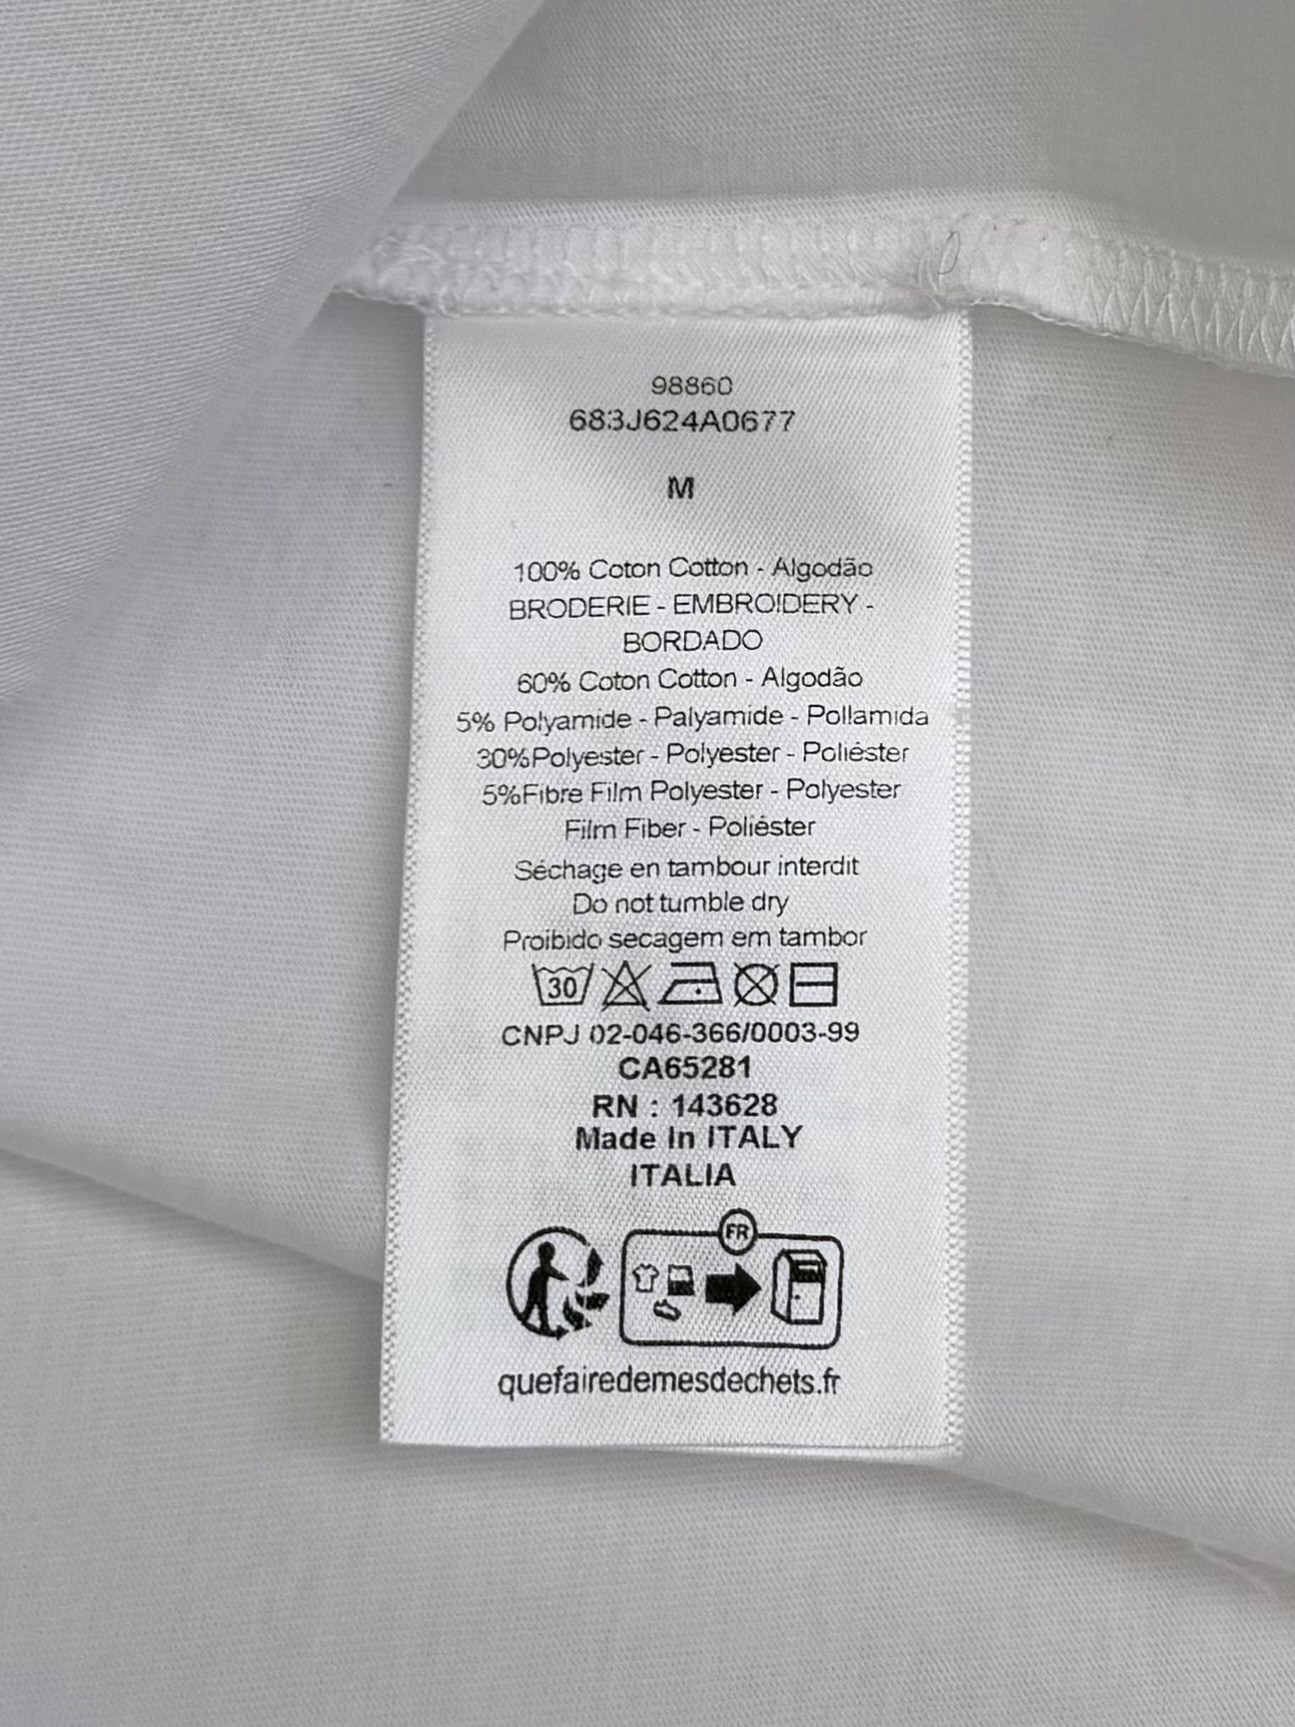 98860
683J624A0677
M
100% Coton Cotton - Algodão
BRODERIE - EMBROIDERY -
BORDADO
60% Coton Cotton - Algodão
5% Polyamide - Palyamide - Pollamida
30%Polyester - Polyester - Poliéster
5%Fibre Film Polyester - Polyester
Film Fiber - Poliéster
Séchage en tambour interdit
Do not tumble dry
Proibido secagem em tambor
30
CNPJ 02-046-366/0003-99
CA65281
RN : 143628
Made In ITALY
ITALIA
FR
quefairedemesdechets.fr